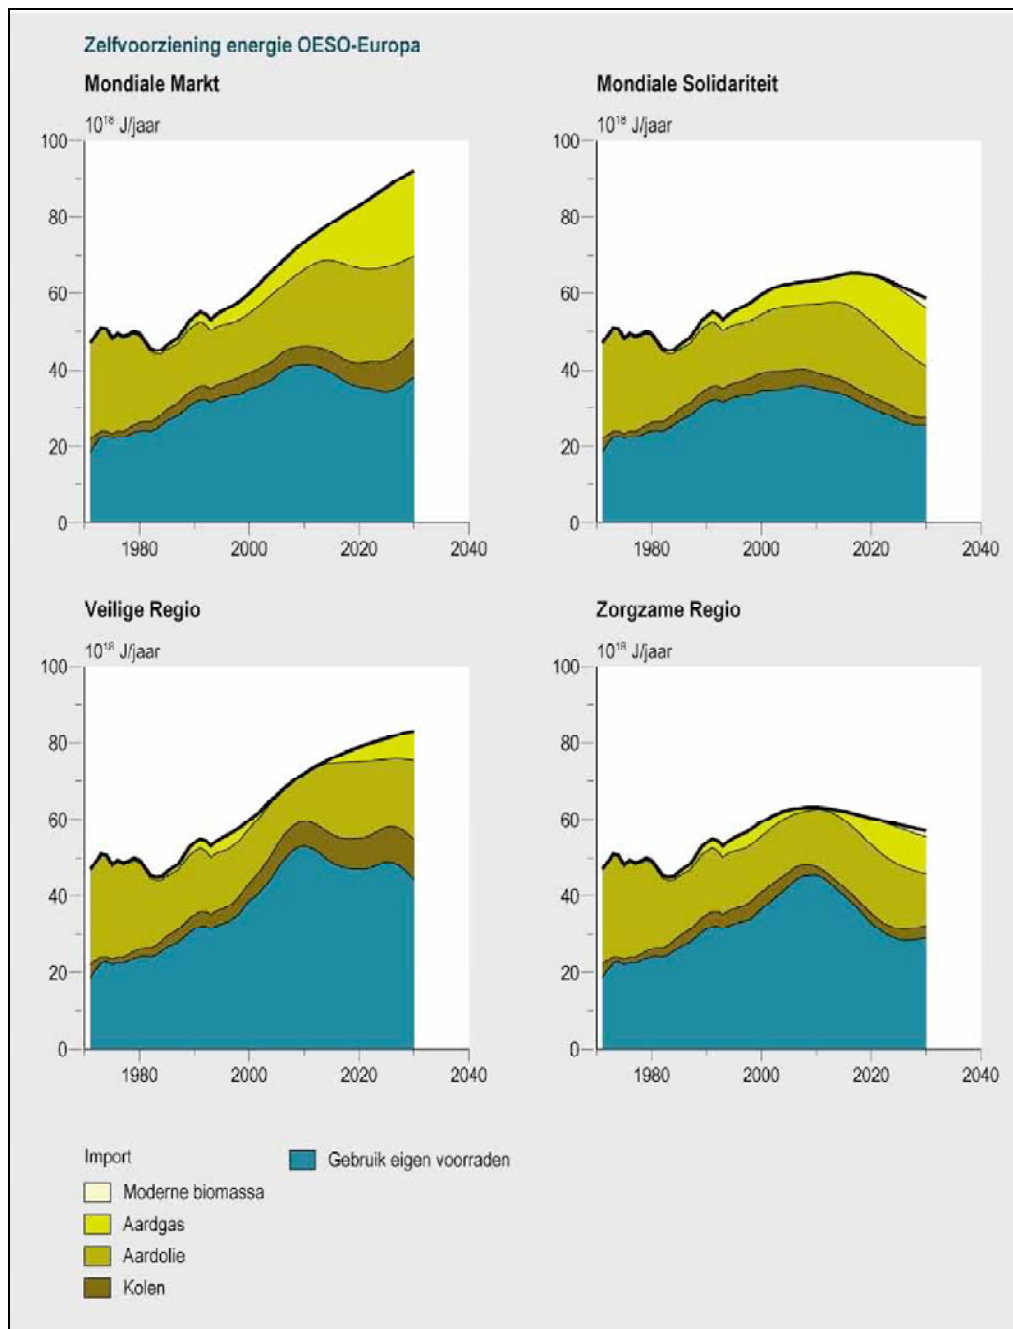 Zelfvoorziening energie OESO-Europa
Mondiale Markt
10¹⁸ J/jaar
100
80
60
40
20
0
1980 2000 2020 2040
Mondiale Solidariteit
10¹⁸ J/jaar
100
80
60
40
20
0
1980 2000 2020 2040
Veilige Regio
10¹⁸ J/jaar
100
80
60
40
20
0
1980 2000 2020 2040
Zorgzame Regio
10¹⁸ J/jaar
100
80
60
40
20
0
1980 2000 2020 2040
Import
Moderne biomassa
Aardgas
Aardolie
Kolen
Gebruik eigen voorraden